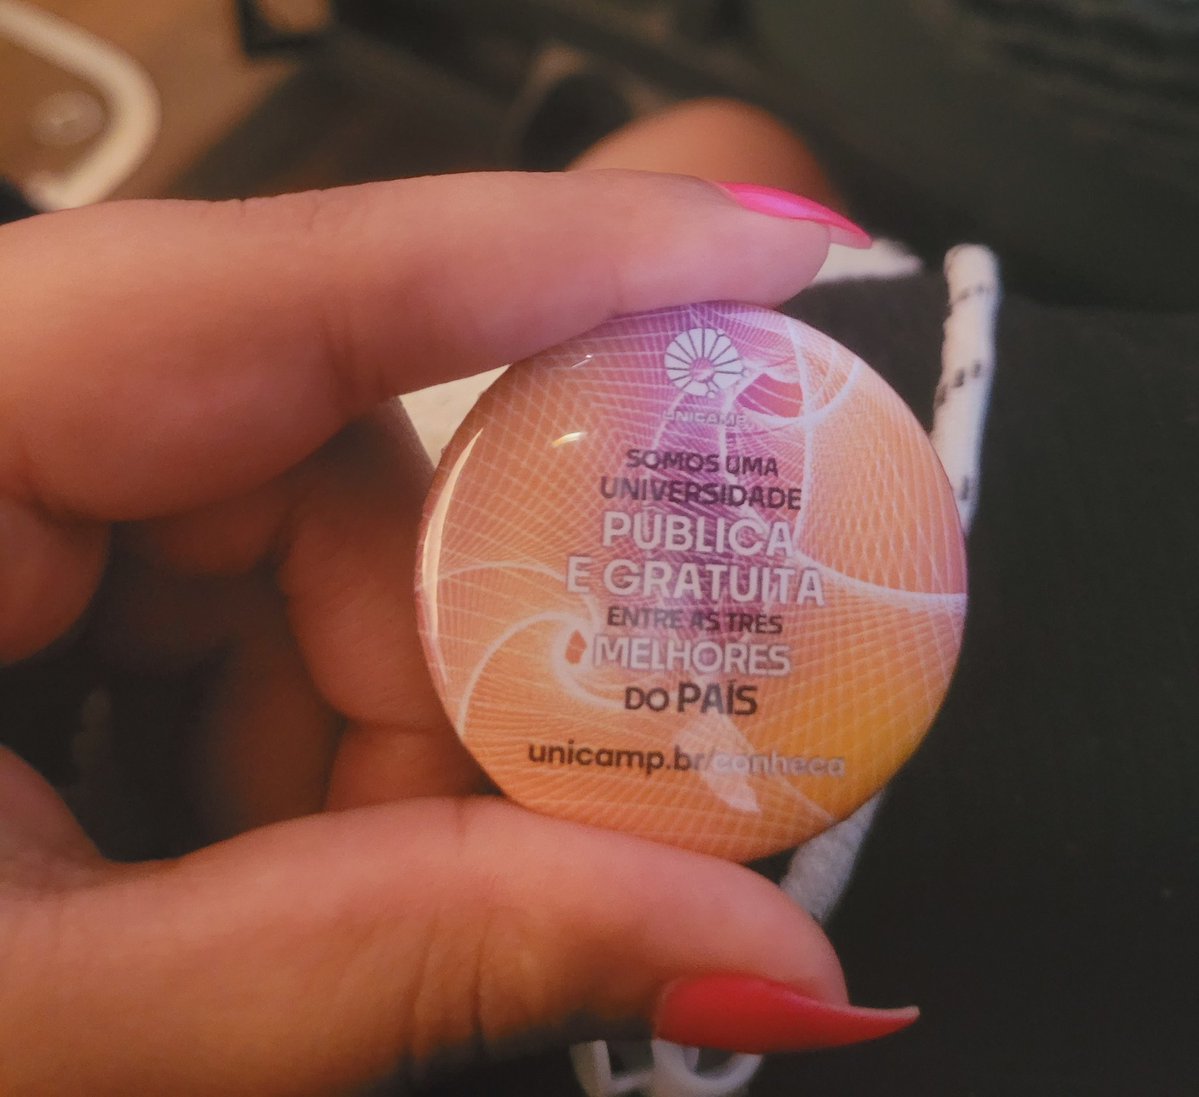 UNICAMP
SOMOS UMA
UNIVERSIDADE
PÚBLICA
E GRATUITA
ENTRE AS TRÊS
MELHORES
DO PAÍS
unicamp.br/conheca